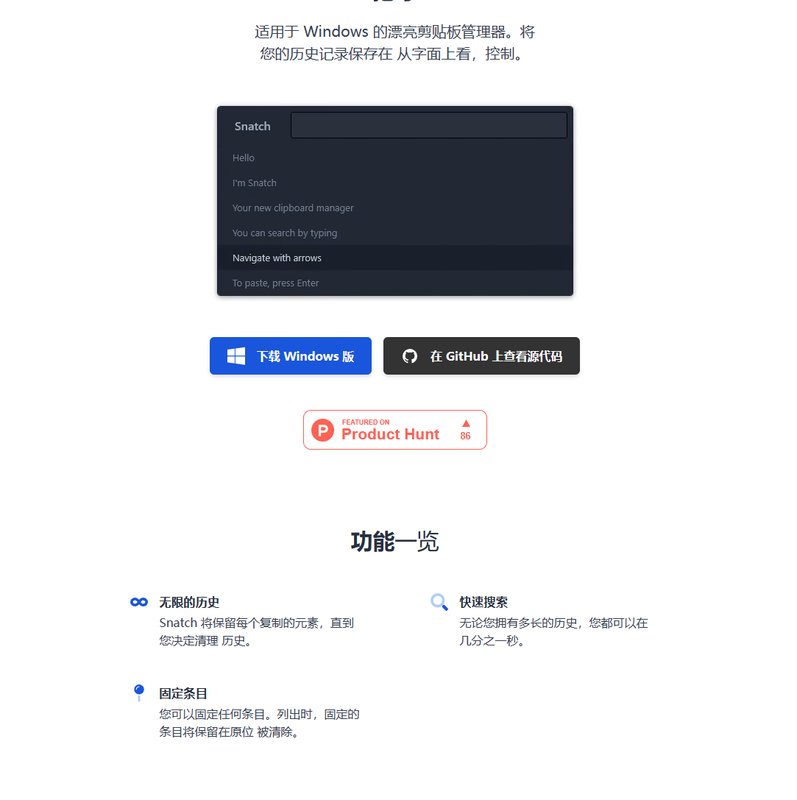 适用于 Windows 的漂亮剪贴板管理器。将
您的历史记录保存在 从字面上看，控制。
Snatch
Hello
I'm Snatch
Your new clipboard manager
You can search by typing
Navigate with arrows
To paste, press Enter
下载 Windows 版
在 GitHub 上查看源代码
P
FEATURED ON
Product Hunt
86
功能一览
无限的历史
Snatch 将保留每个复制的元素，直到
您决定清理 历史。
快速搜索
无论您拥有多长的历史，您都可以在
几分之一秒。
固定条目
您可以固定任何条目。列出时，固定的
条目将保留在原位 被清除。